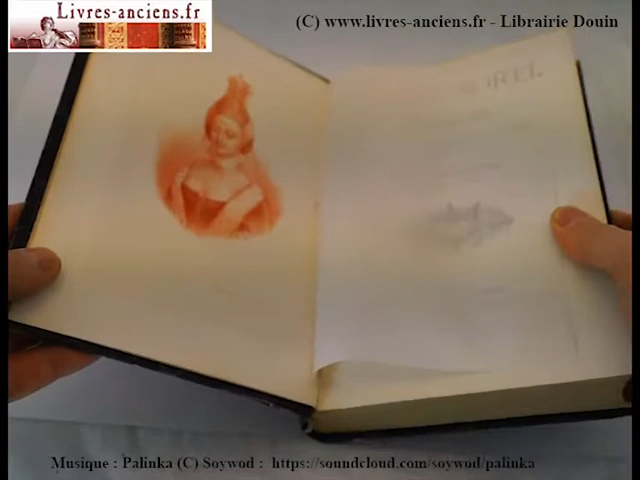 Livres-anciens.fr
(C) www.livres-anciens.fr - Librairie Douin
Musique : Palinka (C) Soywod : https://soundcloud.com/soywod/palinka